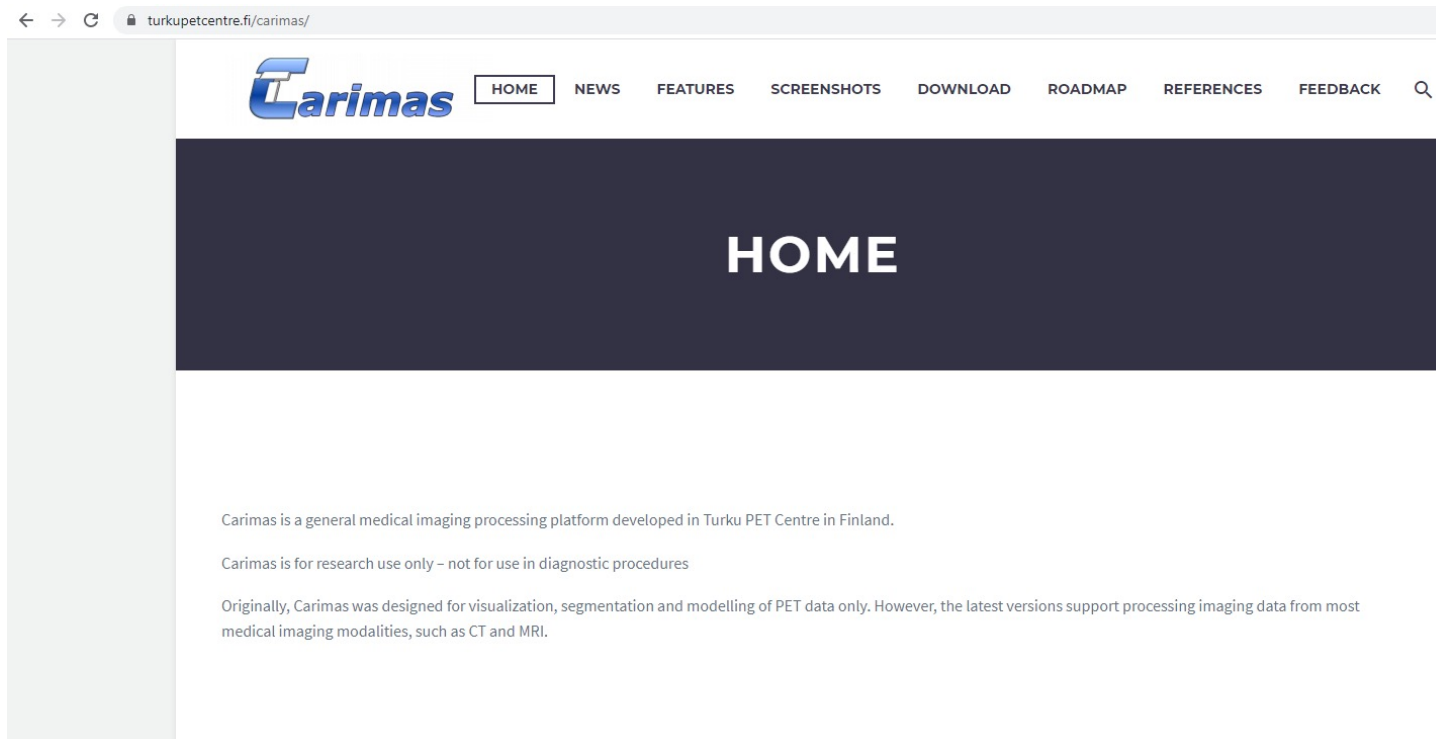 turkupetcentre.fi/carimas/
Carimas HOME NEWS FEATURES SCREENSHOTS DOWNLOAD ROADMAP REFERENCES FEEDBACK
HOME
Carimas is a general medical imaging processing platform developed in Turku PET Centre in Finland.
Carimas is for research use only – not for use in diagnostic procedures
Originally, Carimas was designed for visualization, segmentation and modelling of PET data only. However, the latest versions support processing imaging data from most
medical imaging modalities, such as CT and MRI.